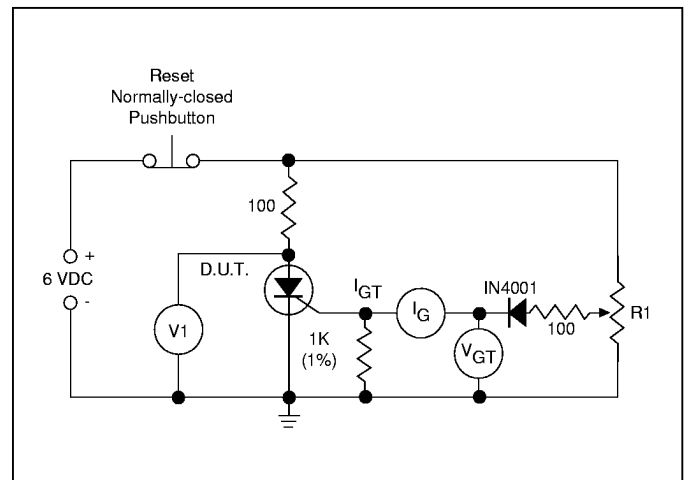 Reset
Normally-closed
Pushbutton
100
+
6 VDC
-
D.U.T.
V1
IGT
1K
(1%)
IG
IN4001
100
R1
VGT